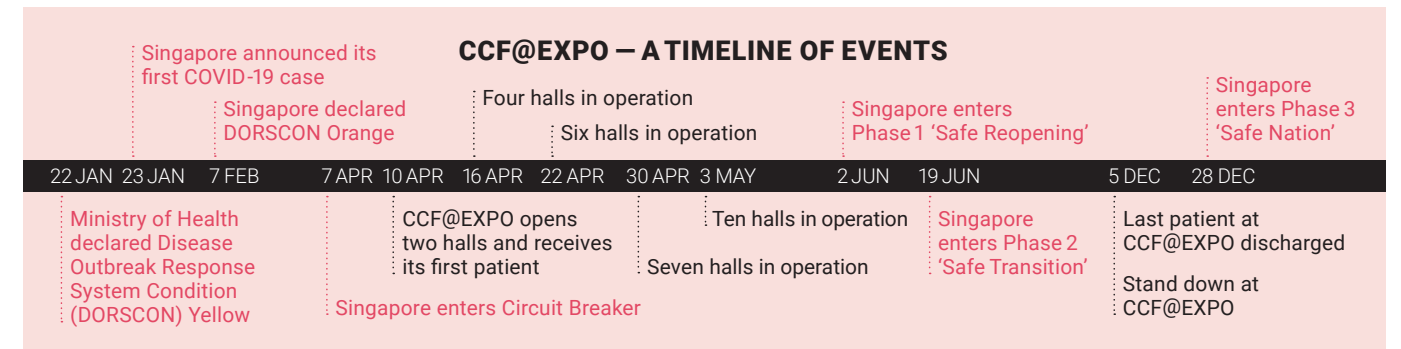 CCF@EXPO — A TIMELINE OF EVENTS
Singapore announced its
first COVID-19 case
Singapore declared
DORSCON Orange
Four halls in operation
Six halls in operation
Singapore enters
Phase 1 ‘Safe Reopening’
Singapore
enters Phase 3
‘Safe Nation’
22 JAN 23 JAN 7 FEB 7 APR 10 APR 16 APR 22 APR 30 APR 3 MAY 2 JUN 19 JUN 5 DEC 28 DEC
Ministry of Health
declared Disease
Outbreak Response
System Condition
(DORSCON) Yellow
Singapore enters Circuit Breaker
CCF@EXPO opens
two halls and receives
its first patient
Seven halls in operation
Ten halls in operation
Singapore
enters Phase 2
‘Safe Transition’
Last patient at
CCF@EXPO discharged
Stand down at
CCF@EXPO